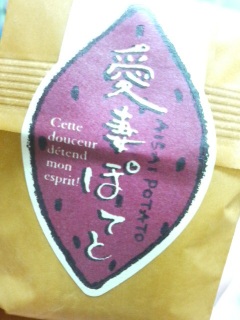 愛妻ぽてと
AISAI POTATO
Cette
douceur
détend
mon
esprit!